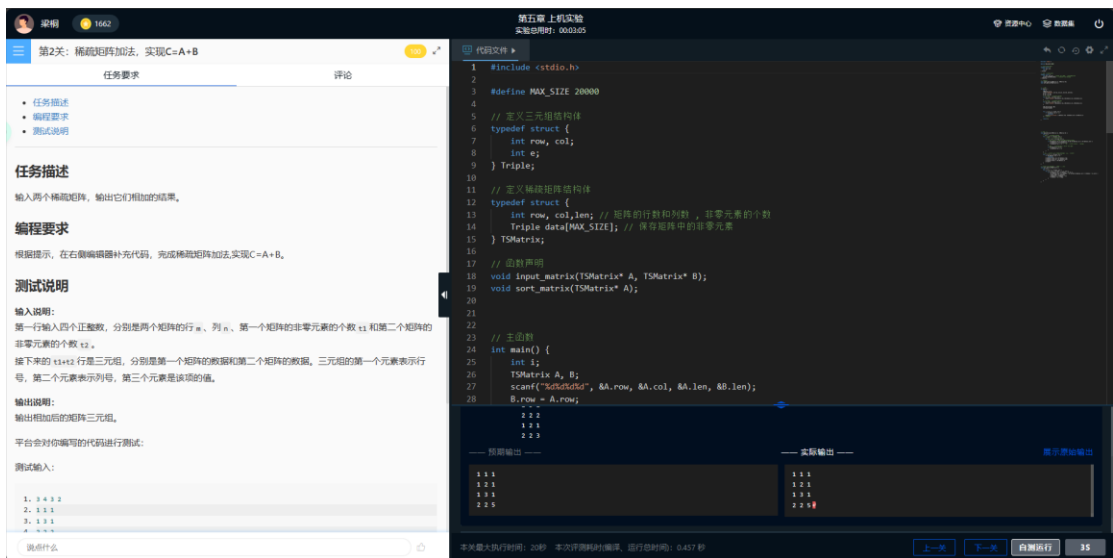 梁桐
1662
第五章 上机实验
实验总用时：00:03:05
资源中心
数据集
第2关：稀疏矩阵加法，实现C=A+B
100
任务要求
评论
任务描述
编程要求
测试说明
任务描述
输入两个稀疏矩阵，输出它们相加的结果。
编程要求
根据提示，在右侧编辑器补充代码，完成稀疏矩阵加法,实现C=A+B。
测试说明
输入说明：
第一行输入四个正整数，分别是两个矩阵的行 m 、列 n 、第一个矩阵的非零元素的个数 t1 和第二个矩阵的
非零元素的个数 t2 。
接下来的 t1+t2 行是三元组，分别是第一个矩阵的数据和第二个矩阵的数据。三元组的第一个元素表示行
号，第二个元素表示列号，第三个元素是该项的值。
输出说明：
输出相加后的矩阵三元组。
平台会对你编写的代码进行测试：
测试输入：
1. 3 4 3 2
2. 1 1 1
3. 1 3 1
说点什么
代码文件
1 #include <stdio.h>
2
3 #define MAX_SIZE 20000
4
5 // 定义三元组结构体
6 typedef struct {
7 int row, col;
8 int e;
9 } Triple;
10
11 // 定义稀疏矩阵结构体
12 typedef struct {
13 int row, col,len; // 矩阵的行数和列数 , 非零元素的个数
14 Triple data[MAX_SIZE]; // 保存矩阵中的非零元素
15 } TSMatrix;
16
17 // 函数声明
18 void input_matrix(TSMatrix* A, TSMatrix* B);
19 void sort_matrix(TSMatrix* A);
20
21
22
23 // 主函数
24 int main() {
25 int i;
26 TSMatrix A, B;
27 scanf("%d%d%d%d", &A.row, &A.col, &A.len, &B.len);
28 B.row = A.row;
2 2 2
1 2 1
2 2 3
—— 预期输出 ——
—— 实际输出 ——
展示原始输出
1 1 1
1 2 1
1 3 1
2 2 5
1 1 1
1 2 1
1 3 1
2 2 5
本关最大执行时间：20秒 本次评测耗时(编译、运行总时间)：0.457 秒
上一关
下一关
自测运行
3S